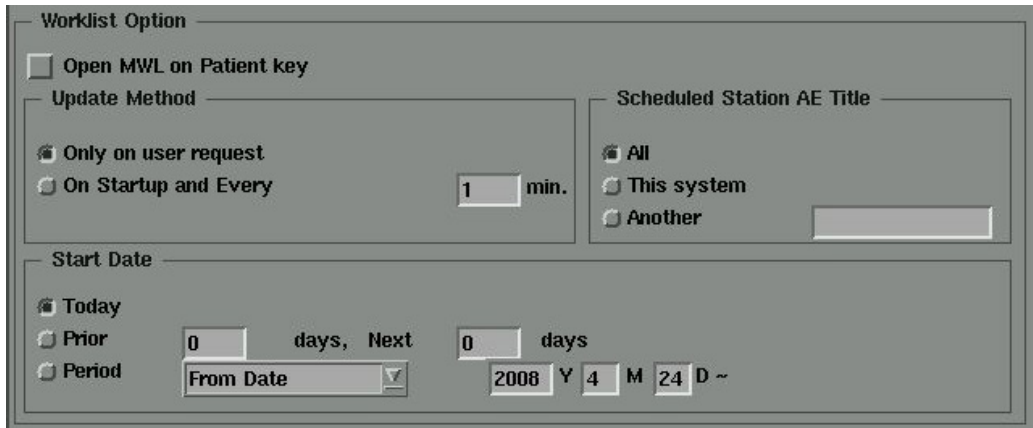 Worklist Option
Open MWL on Patient key
Update Method
Only on user request
On Startup and Every 1 min.
Scheduled Station AE Title
All
This system
Another
Start Date
Today
Prior 0 days, Next 0 days
Period From Date 2008 Y 4 M 24 D ~